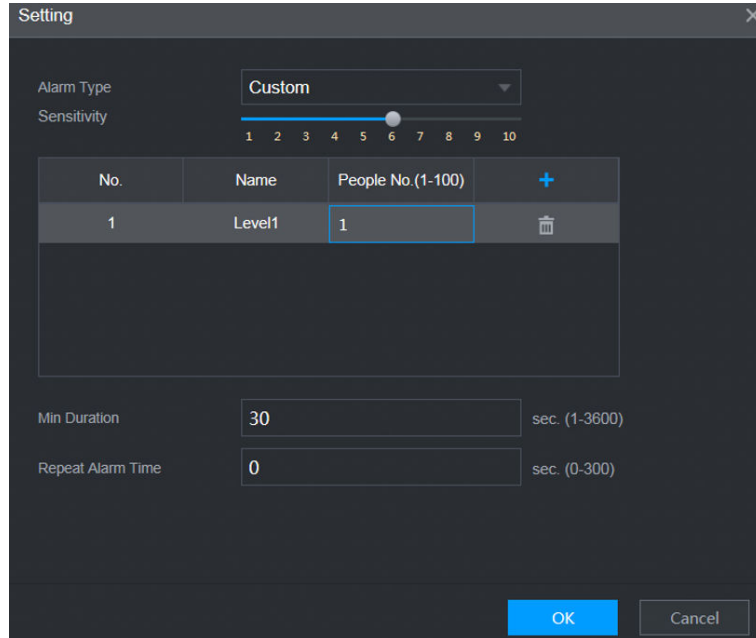 Setting
Alarm Type Custom
Sensitivity
1 2 3 4 5 6 7 8 9 10
No. Name People No.(1-100) +
1 Level1 1
Min Duration 30 sec. (1-3600)
Repeat Alarm Time 0 sec. (0-300)
OK Cancel